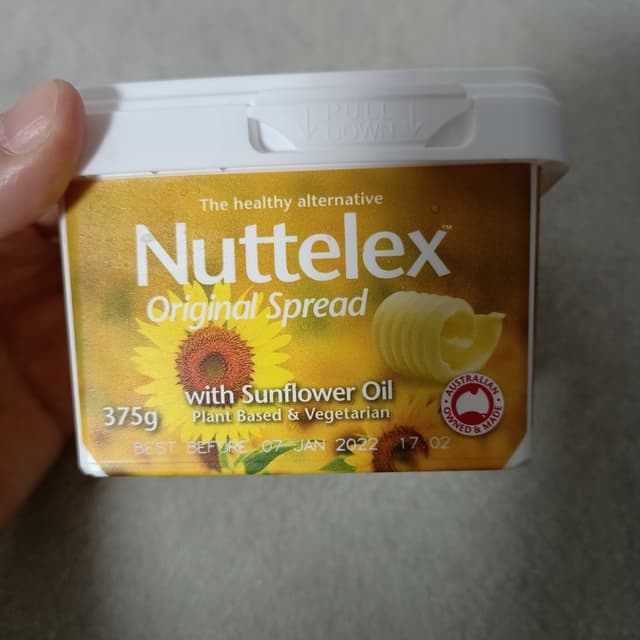 PULL
DOWN
The healthy alternative
Nuttelex™
Original Spread
with Sunflower Oil
Plant Based & Vegetarian
375g
AUSTRALIAN
OWNED & MADE
BEST BEFORE 07 JAN 2022 17:02